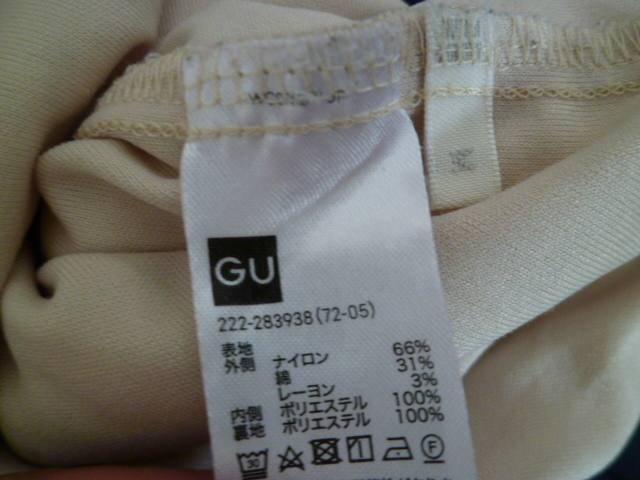 GU
222-283938(72-05)
表地
外側 ナイロン 66%
綿 31%
レーヨン 3%
内側 ポリエステル 100%
裏地 ポリエステル 100%
30
F